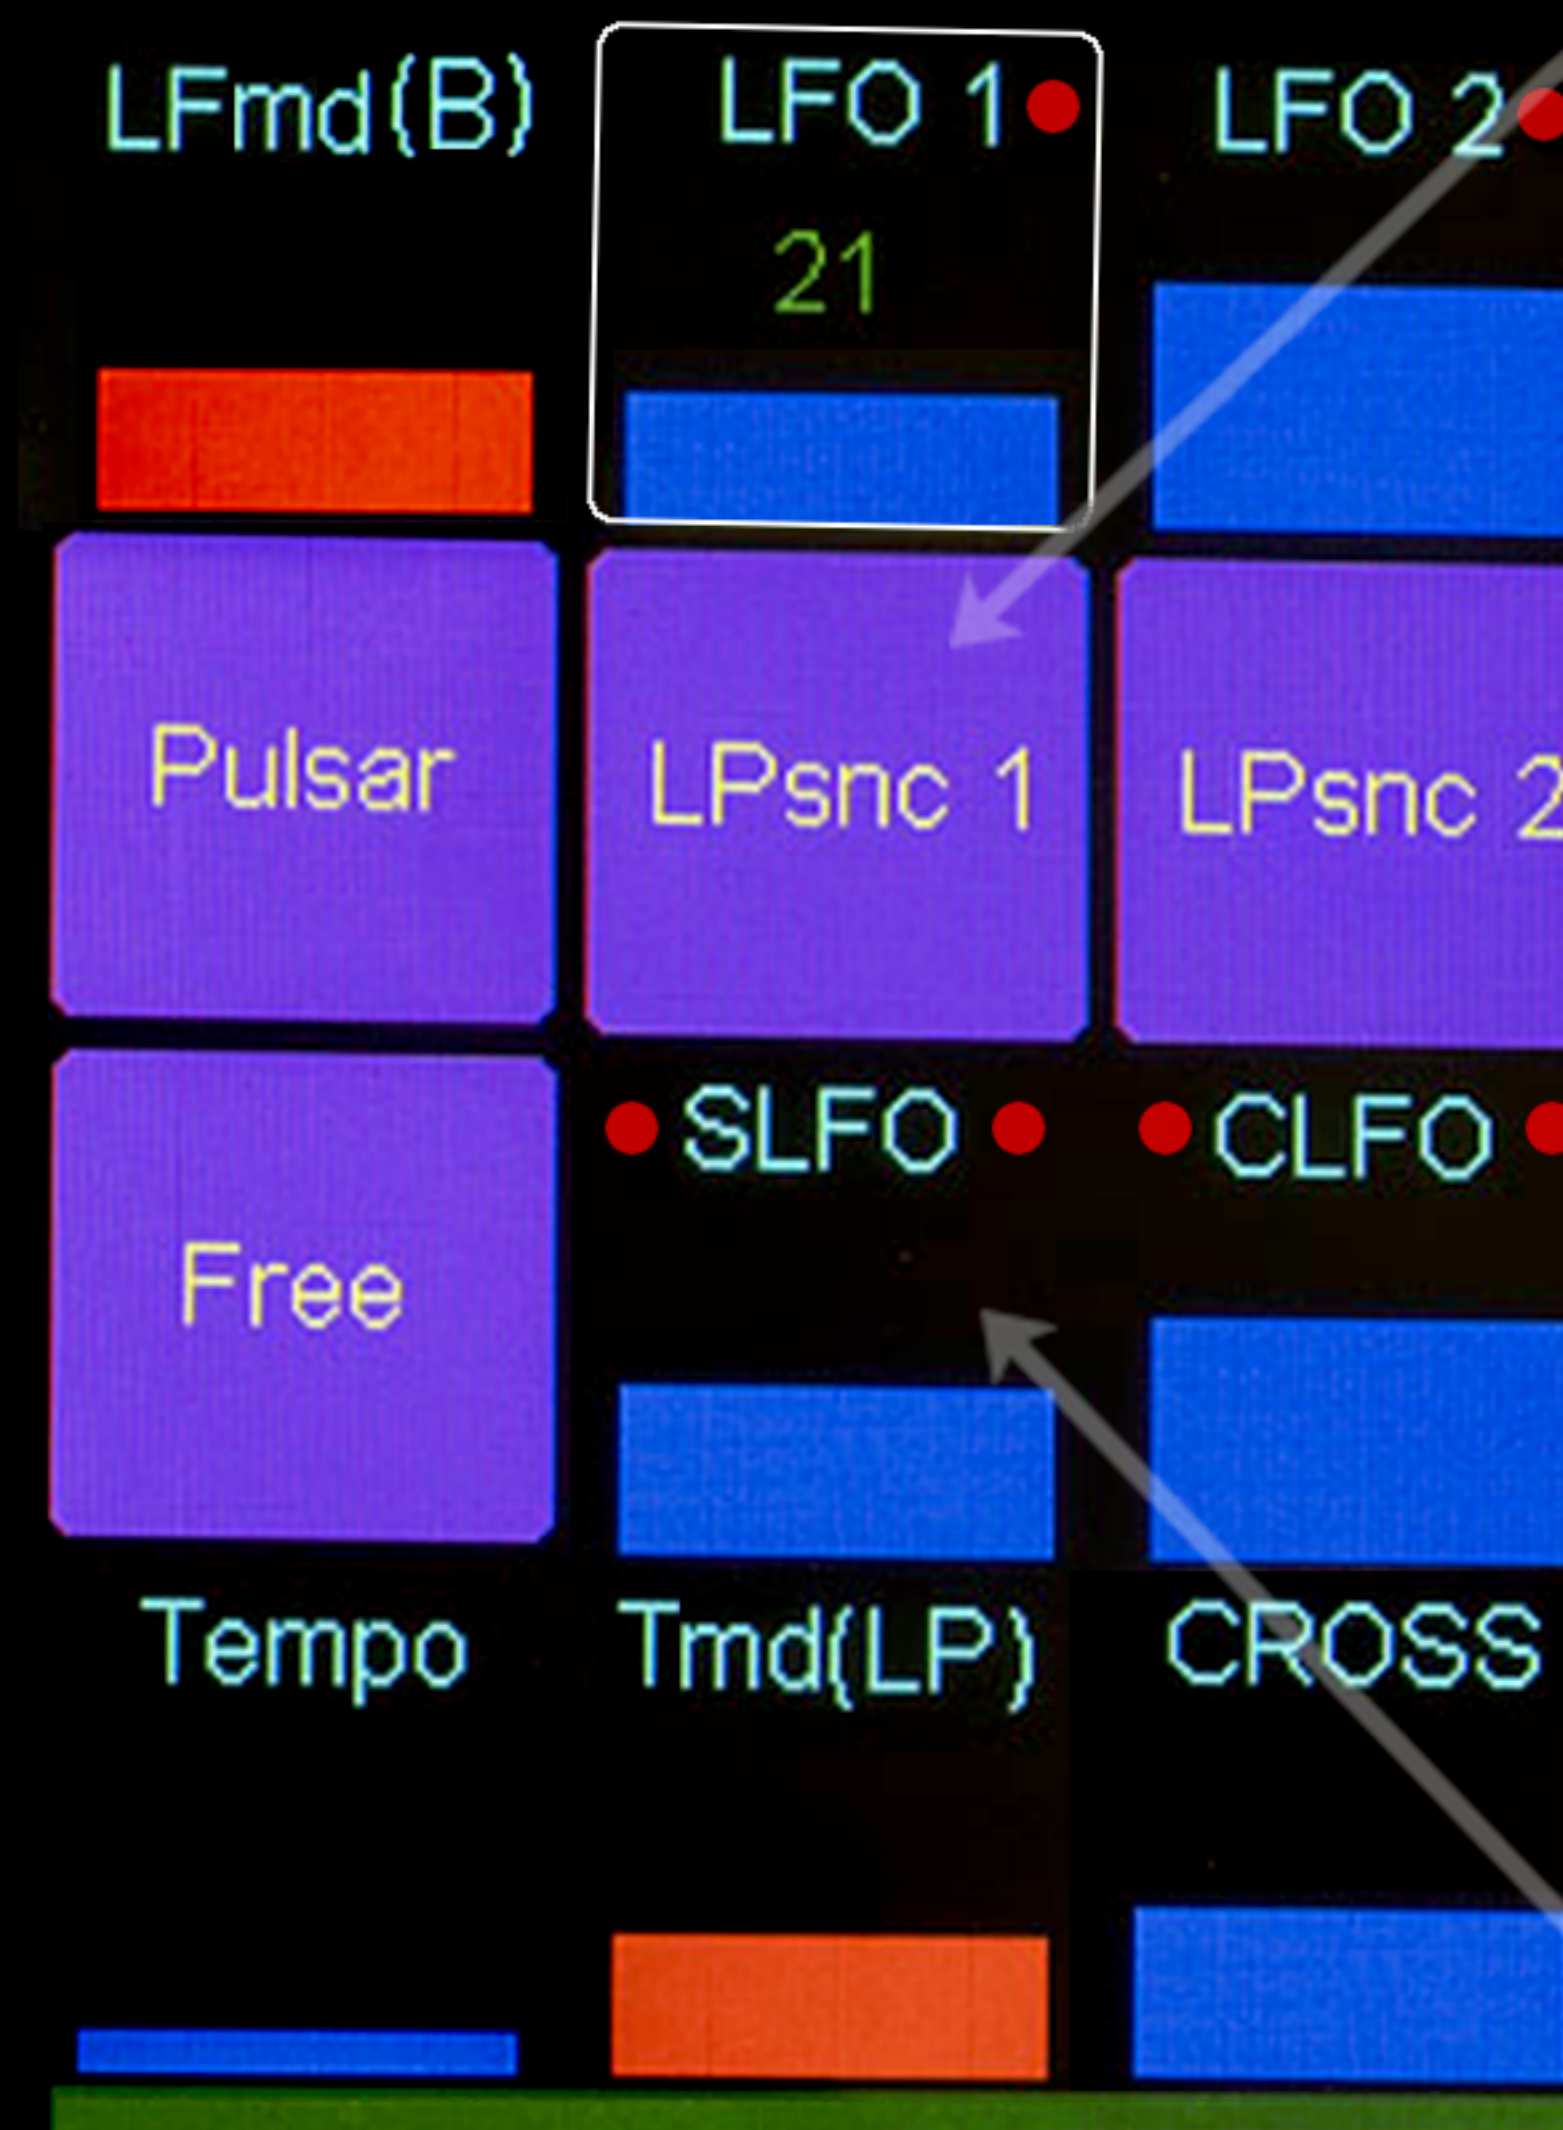 LFmd(B) LFO 1 LFO 2
21
Pulsar LPsnc 1 LPsnc 2
SLFO CLFO
Free
Tempo Tmd(LP) CROSS